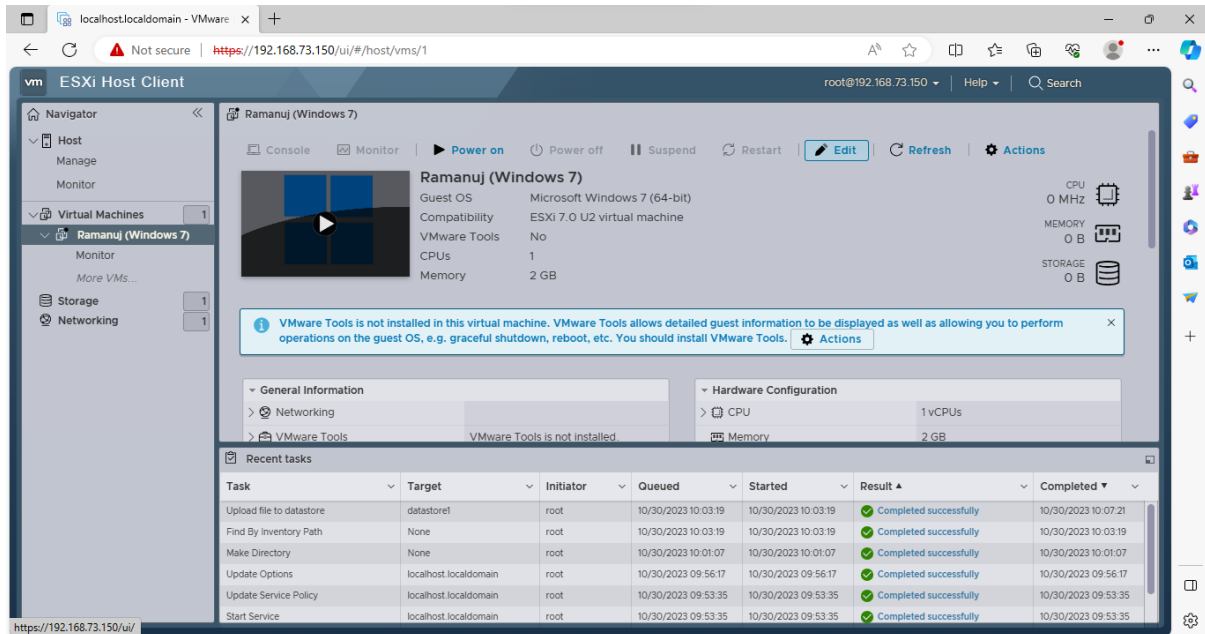 localhost.localdomain - VMware
Not secure https://192.168.73.150/ui/#/host/vms/1
vm ESXi Host Client
root@192.168.73.150 Help Search
Navigator
Host
Manage
Monitor
Virtual Machines 1
Ramanuj (Windows 7)
Monitor
More VMs...
Storage 1
Networking 1
Ramanuj (Windows 7)
Console Monitor Power on Power off Suspend Restart Edit Refresh Actions
Ramanuj (Windows 7)
Guest OS Microsoft Windows 7 (64-bit)
Compatibility ESXi 7.0 U2 virtual machine
VMware Tools No
CPUs 1
Memory 2 GB
CPU
0 MHz
MEMORY
0 B
STORAGE
0 B
VMware Tools is not installed in this virtual machine. VMware Tools allows detailed guest information to be displayed as well as allowing you to perform
operations on the guest OS, e.g. graceful shutdown, reboot, etc. You should install VMware Tools. Actions
General Information
Networking
VMware Tools VMware Tools is not installed.
Hardware Configuration
CPU 1 vCPUs
Memory 2 GB
Recent tasks
Task Target Initiator Queued Started Result Completed
Upload file to datastore datastore1 root 10/30/2023 10:03:19 10/30/2023 10:03:19 Completed successfully 10/30/2023 10:07:21
Find By Inventory Path None root 10/30/2023 10:03:19 10/30/2023 10:03:19 Completed successfully 10/30/2023 10:03:19
Make Directory None root 10/30/2023 10:01:07 10/30/2023 10:01:07 Completed successfully 10/30/2023 10:01:07
Update Options localhost.localdomain root 10/30/2023 09:56:17 10/30/2023 09:56:17 Completed successfully 10/30/2023 09:56:17
Update Service Policy localhost.localdomain root 10/30/2023 09:53:35 10/30/2023 09:53:35 Completed successfully 10/30/2023 09:53:35
Start Service localhost.localdomain root 10/30/2023 09:53:35 10/30/2023 09:53:35 Completed successfully 10/30/2023 09:53:35
https://192.168.73.150/ui/